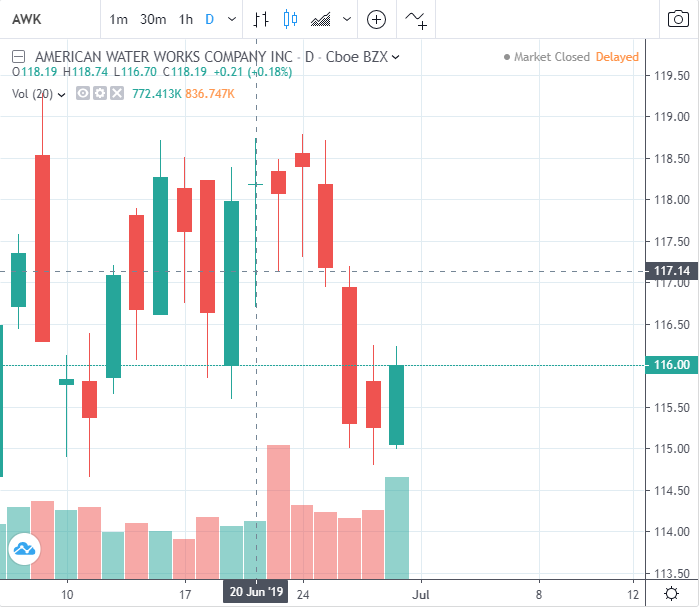 AWK 1m 30m 1h D
AMERICAN WATER WORKS COMPANY INC · D · Cboe BZX Market Closed Delayed
O118.19 H118.74 L116.70 C118.19 +0.21 (+0.18%)
Vol (20) 772.413K 836.747K
119.50
119.00
118.50
118.00
117.50
117.14
117.00
116.50
116.00
115.50
115.00
114.50
114.00
113.50
10 17 20 Jun '19 24 Jul 8 12